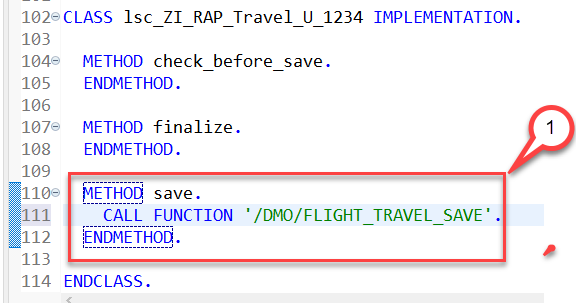 102 CLASS lsc_ZI_RAP_Travel_U_1234 IMPLEMENTATION.
103
104 METHOD check_before_save.
105 ENDMETHOD.
106
107 METHOD finalize.
108 ENDMETHOD.
109
1
110 METHOD save.
111 CALL FUNCTION '/DMO/FLIGHT_TRAVEL_SAVE'.
112 ENDMETHOD.
113
114 ENDCLASS.